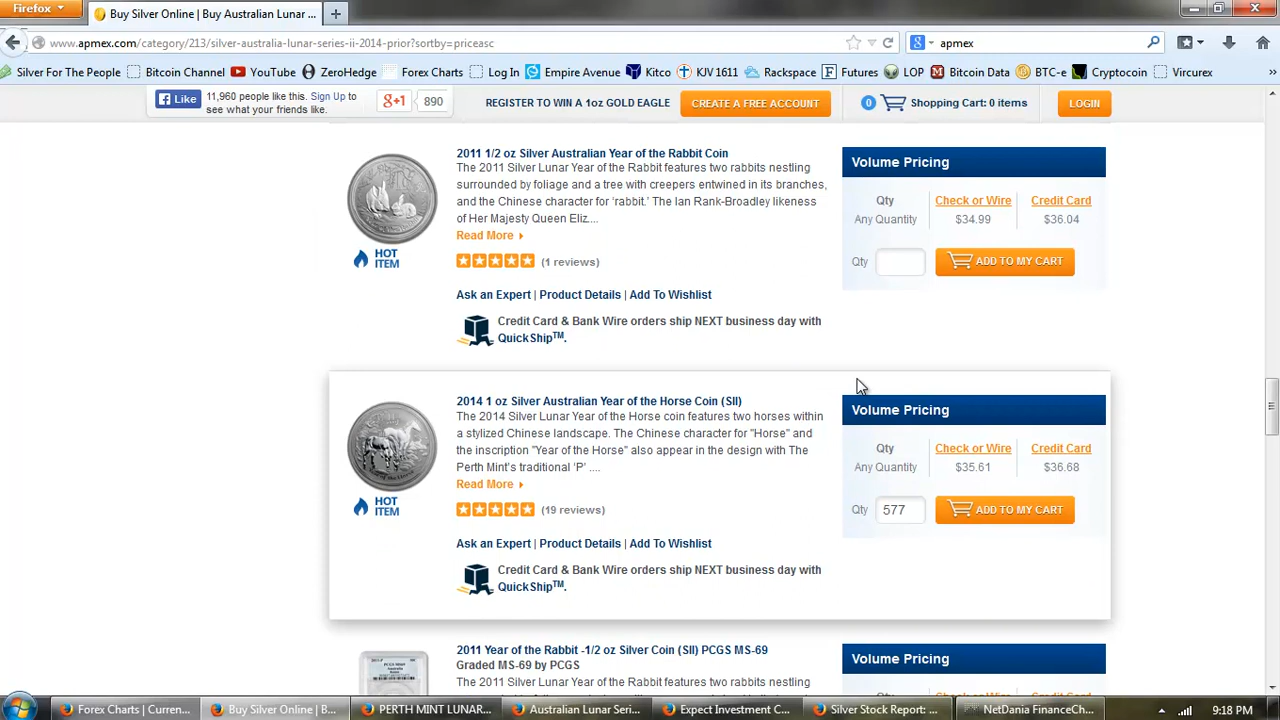 Firefox
Buy Silver Online | Buy Australian Lunar ...
www.apmex.com/category/213/silver-australia-lunar-series-ii-2014-prior?sortby=priceasc
apmex
Silver For The People
Bitcoin Channel
YouTube
ZeroHedge
Forex Charts
Log In
Empire Avenue
Kitco
KJV 1611
Rackspace
Futures
LOP
Bitcoin Data
BTC-e
Cryptocoin
Vircurex
Like
11,960 people like this. Sign Up to
see what your friends like.
+1
890
REGISTER TO WIN A 1oz GOLD EAGLE
CREATE A FREE ACCOUNT
0
Shopping Cart: 0 items
LOGIN
2011 1/2 oz Silver Australian Year of the Rabbit Coin
The 2011 Silver Lunar Year of the Rabbit features two rabbits nestling
surrounded by foliage and a tree with creepers entwined in its branches,
and the Chinese character for 'rabbit.' The Ian Rank-Broadley likeness
of Her Majesty Queen Eliz....
Read More
HOT
ITEM
(1 reviews)
Ask an Expert | Product Details | Add To Wishlist
Credit Card & Bank Wire orders ship NEXT business day with
QuickShip™.
Volume Pricing
Qty Check or Wire Credit Card
Any Quantity $34.99 $36.04
Qty ADD TO MY CART
2014 1 oz Silver Australian Year of the Horse Coin (SII)
The 2014 Silver Lunar Year of the Horse coin features two horses within
a stylized Chinese landscape. The Chinese character for "Horse" and
the inscription "Year of the Horse" also appear in the design with The
Perth Mint's traditional 'P' ....
Read More
HOT
ITEM
(19 reviews)
Ask an Expert | Product Details | Add To Wishlist
Credit Card & Bank Wire orders ship NEXT business day with
QuickShip™.
Volume Pricing
Qty Check or Wire Credit Card
Any Quantity $35.61 $36.68
Qty 577 ADD TO MY CART
2011 Year of the Rabbit -1/2 oz Silver Coin (SII) PCGS MS-69
Graded MS-69 by PCGS
The 2011 Silver Lunar Year of the Rabbit features two rabbits nestling
Volume Pricing
Forex Charts | Curren...
Buy Silver Online | B...
PERTH MINT LUNAR...
Australian Lunar Seri...
Expect Investment C...
Silver Stock Report: ...
NetDania FinanceCh...
9:18 PM